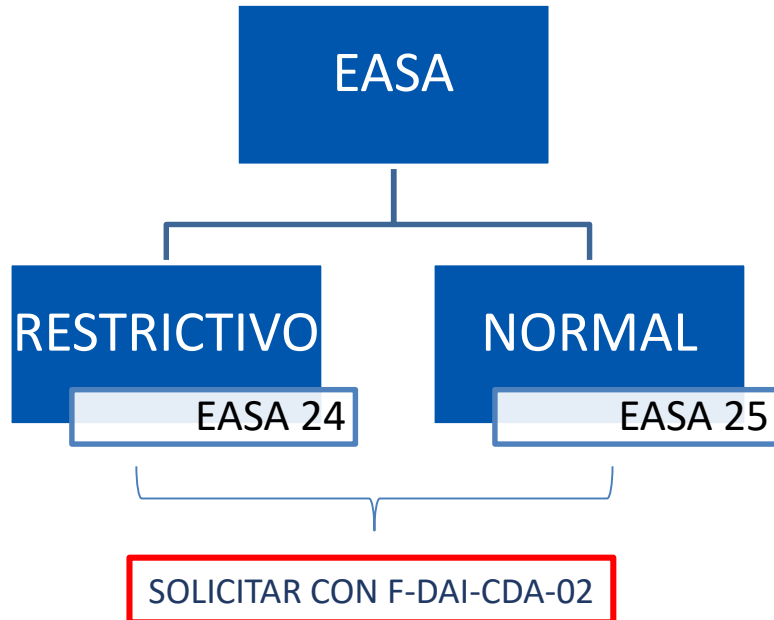 EASA
RESTRICTIVO
NORMAL
EASA 24
EASA 25
SOLICITAR CON F-DAI-CDA-02